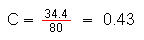 C = 34.4/80 = 0.43